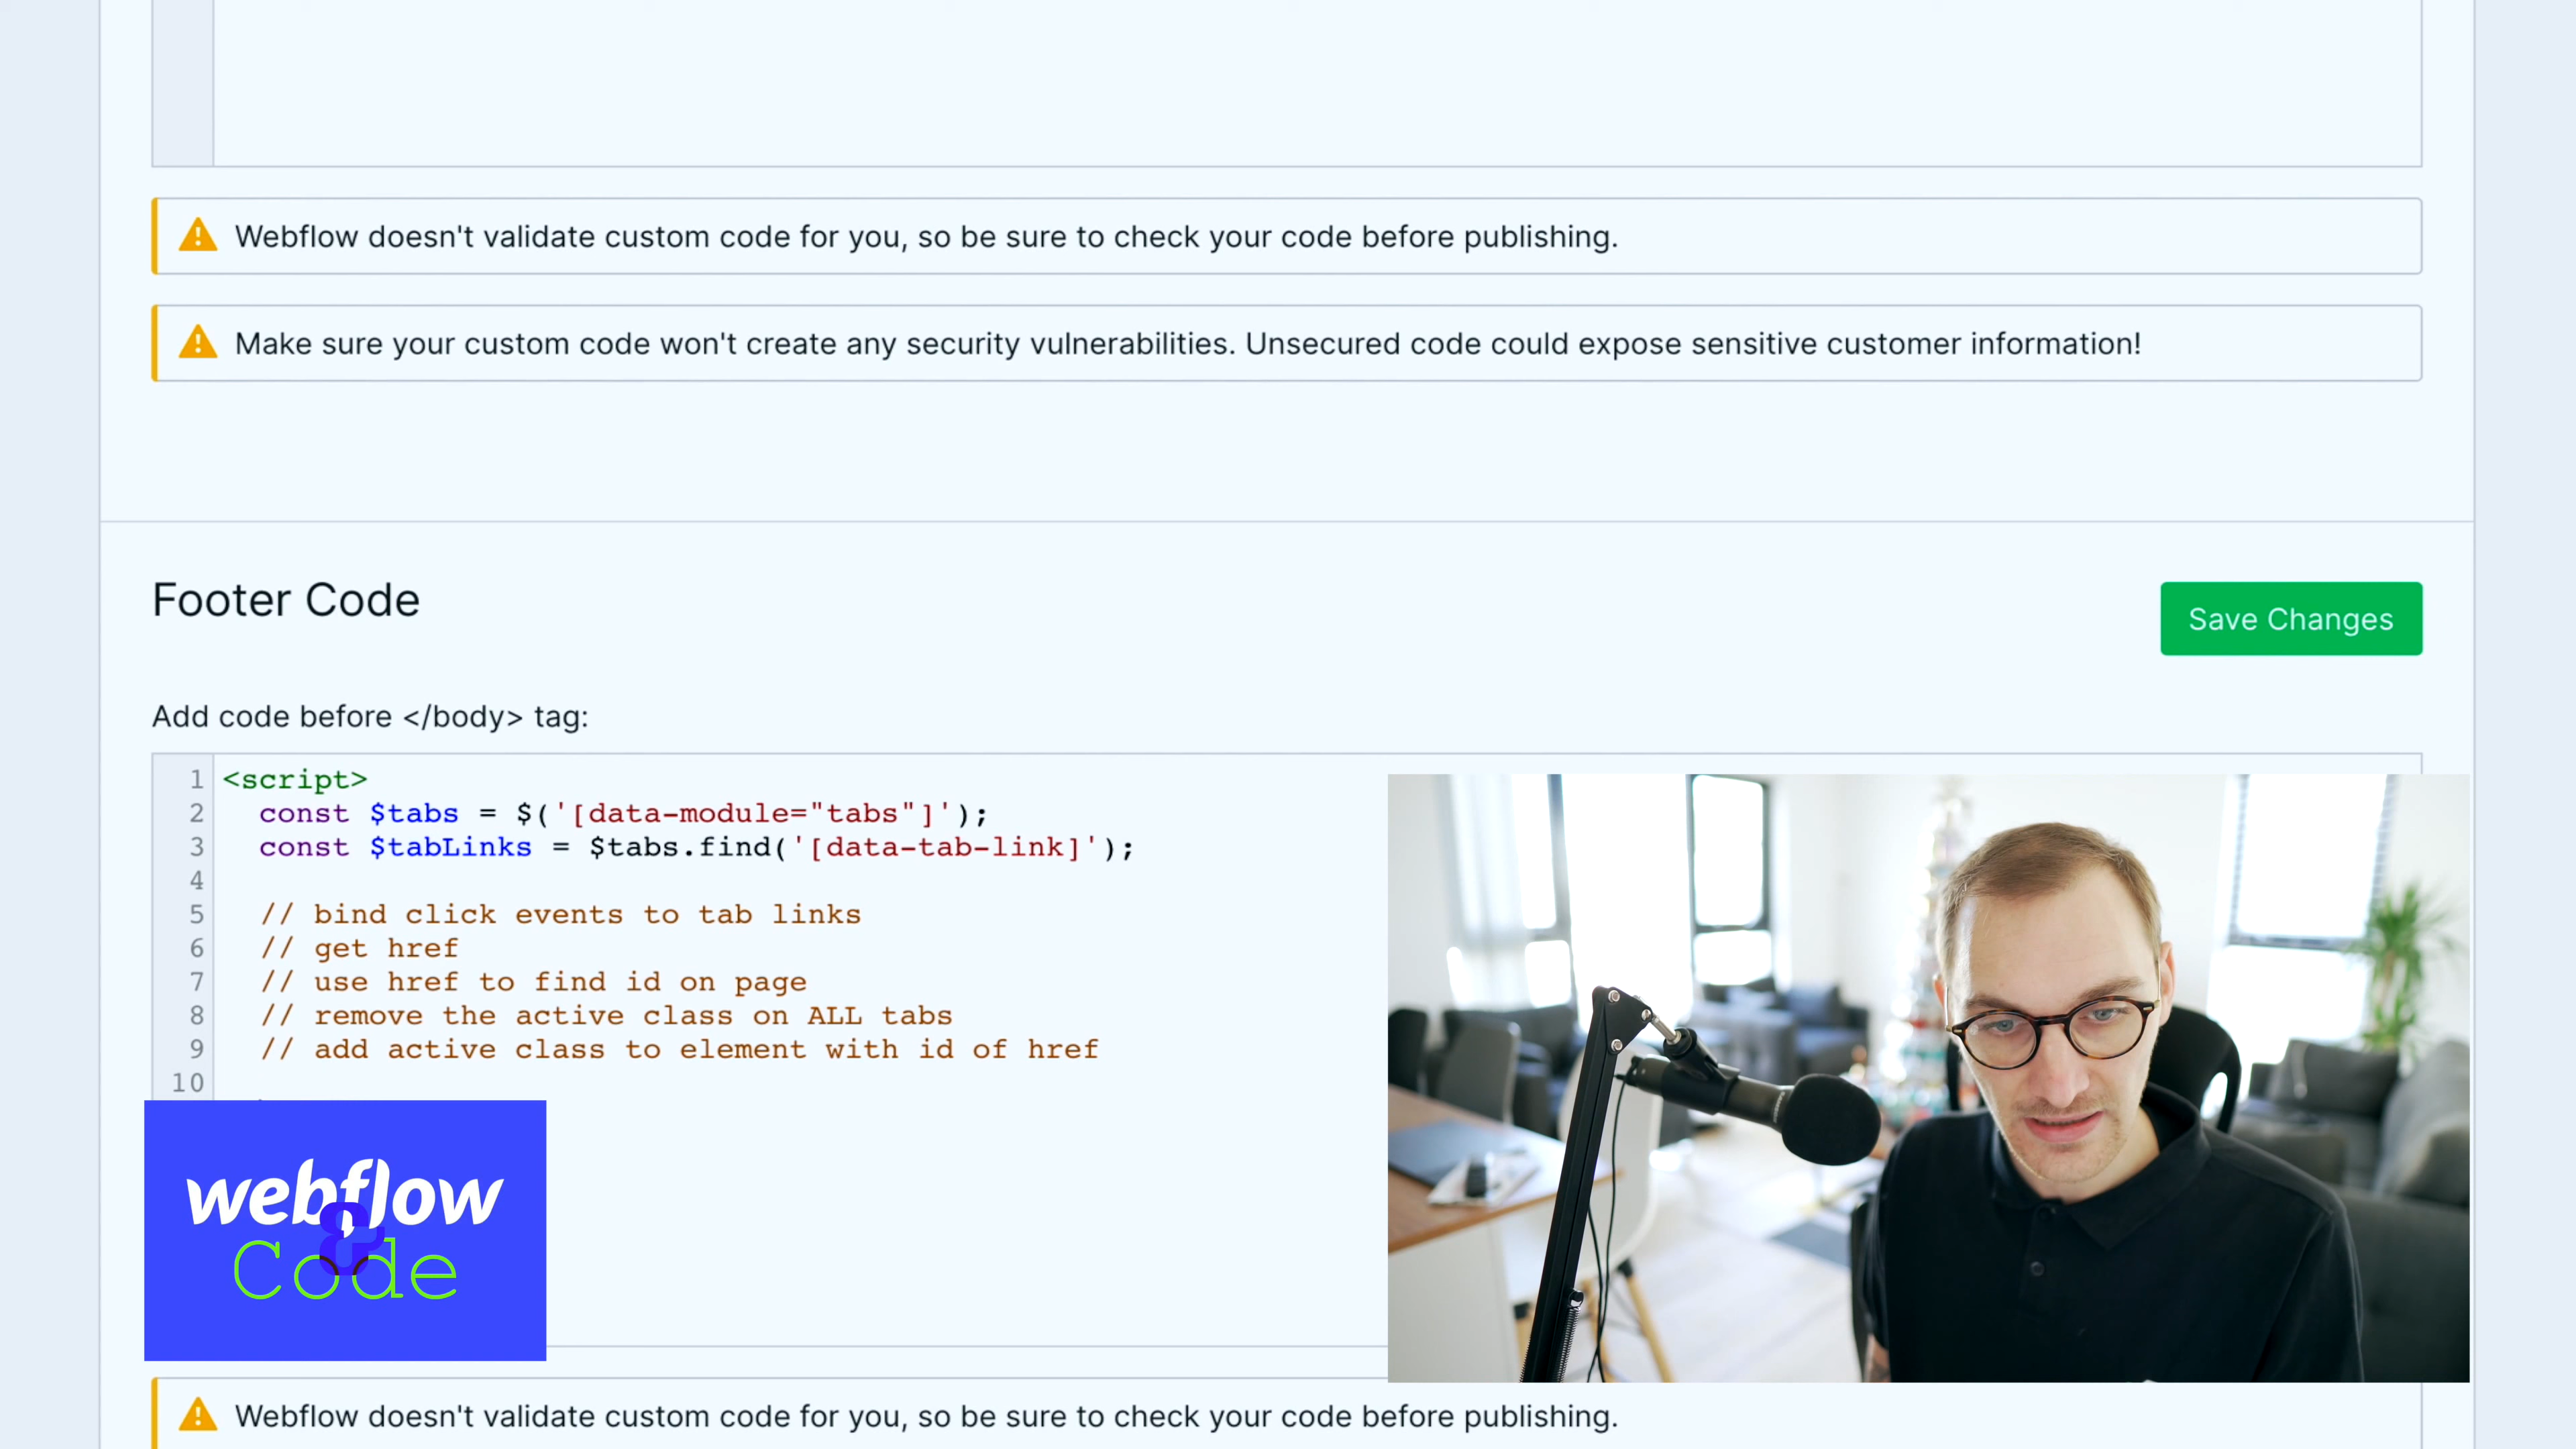 Webflow doesn't validate custom code for you, so be sure to check your code before publishing.
Make sure your custom code won't create any security vulnerabilities. Unsecured code could expose sensitive customer information!
Footer Code
Save Changes
Add code before </body> tag:
1 <script>
2 const $tabs = $('[data-module="tabs"]');
3 const $tabLinks = $tabs.find('[data-tab-link]');
4
5 // bind click events to tab links
6 // get href
7 // use href to find id on page
8 // remove the active class on ALL tabs
9 // add active class to element with id of href
10
webflow
&
Code
Webflow doesn't validate custom code for you, so be sure to check your code before publishing.